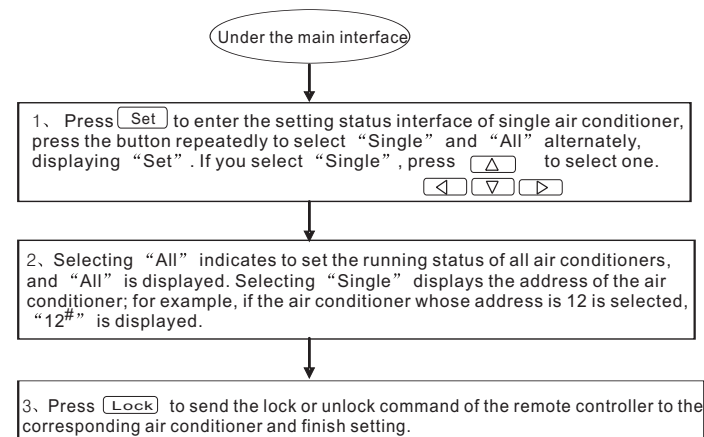 Under the main interface
1、 Press Set to enter the setting status interface of single air conditioner,
press the button repeatedly to select “Single” and “All” alternately,
displaying “Set”. If you select “Single”, press △ to select one.
◁ ▽ ▷
2、Selecting “All” indicates to set the running status of all air conditioners,
and “All” is displayed. Selecting “Single” displays the address of the air
conditioner; for example, if the air conditioner whose address is 12 is selected,
“12#” is displayed.
3、Press Lock to send the lock or unlock command of the remote controller to the
corresponding air conditioner and finish setting.